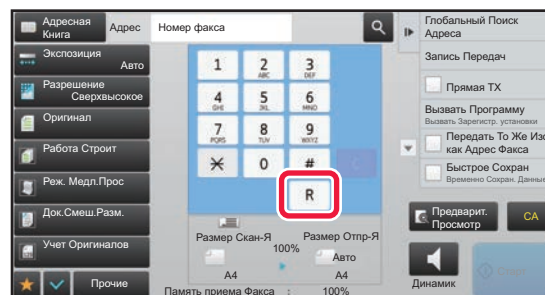 Адресная
Книга
Адрес
Номер факса
Экспозиция
Авто
Разрешение
Сверхвысокое
Оригинал
Работа Строит
Реж. Медл.Прос
Док.Смеш.Разм.
Учет Оригиналов
Прочие
1
2
ABC
3
DEF
4
GHI
5
JKL
6
MNO
7
PQRS
8
TUV
9
WXYZ
0
#
C
R
Размер Скан-Я
100%
Размер Отпр-Я
Авто
A4
A4
Память приема Факса : 100%
Глобальный Поиск
Адреса
Запись Передач
Прямая TX
Вызвать Программу
Вызвать Зарегистр. установки
Передать То Же Изо
как Адрес Факса
Быстрое Сохран
Временно Сохран. Данные
Предварит.
Просмотр
CA
Динамик